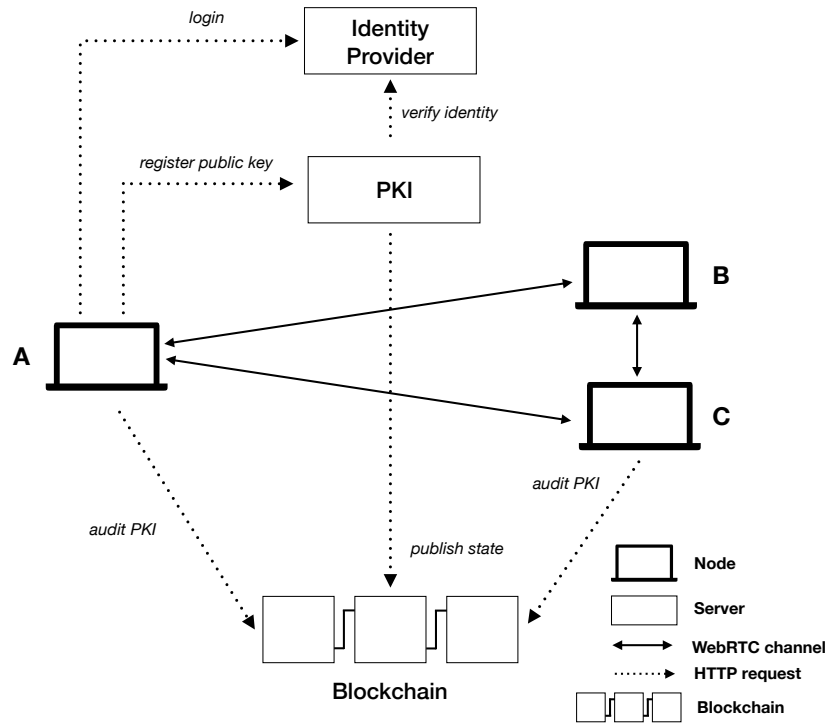 login
Identity
Provider
verify identity
register public key
PKI
B
A
C
audit PKI
audit PKI
publish state
Blockchain
Node
Server
WebRTC channel
HTTP request
Blockchain